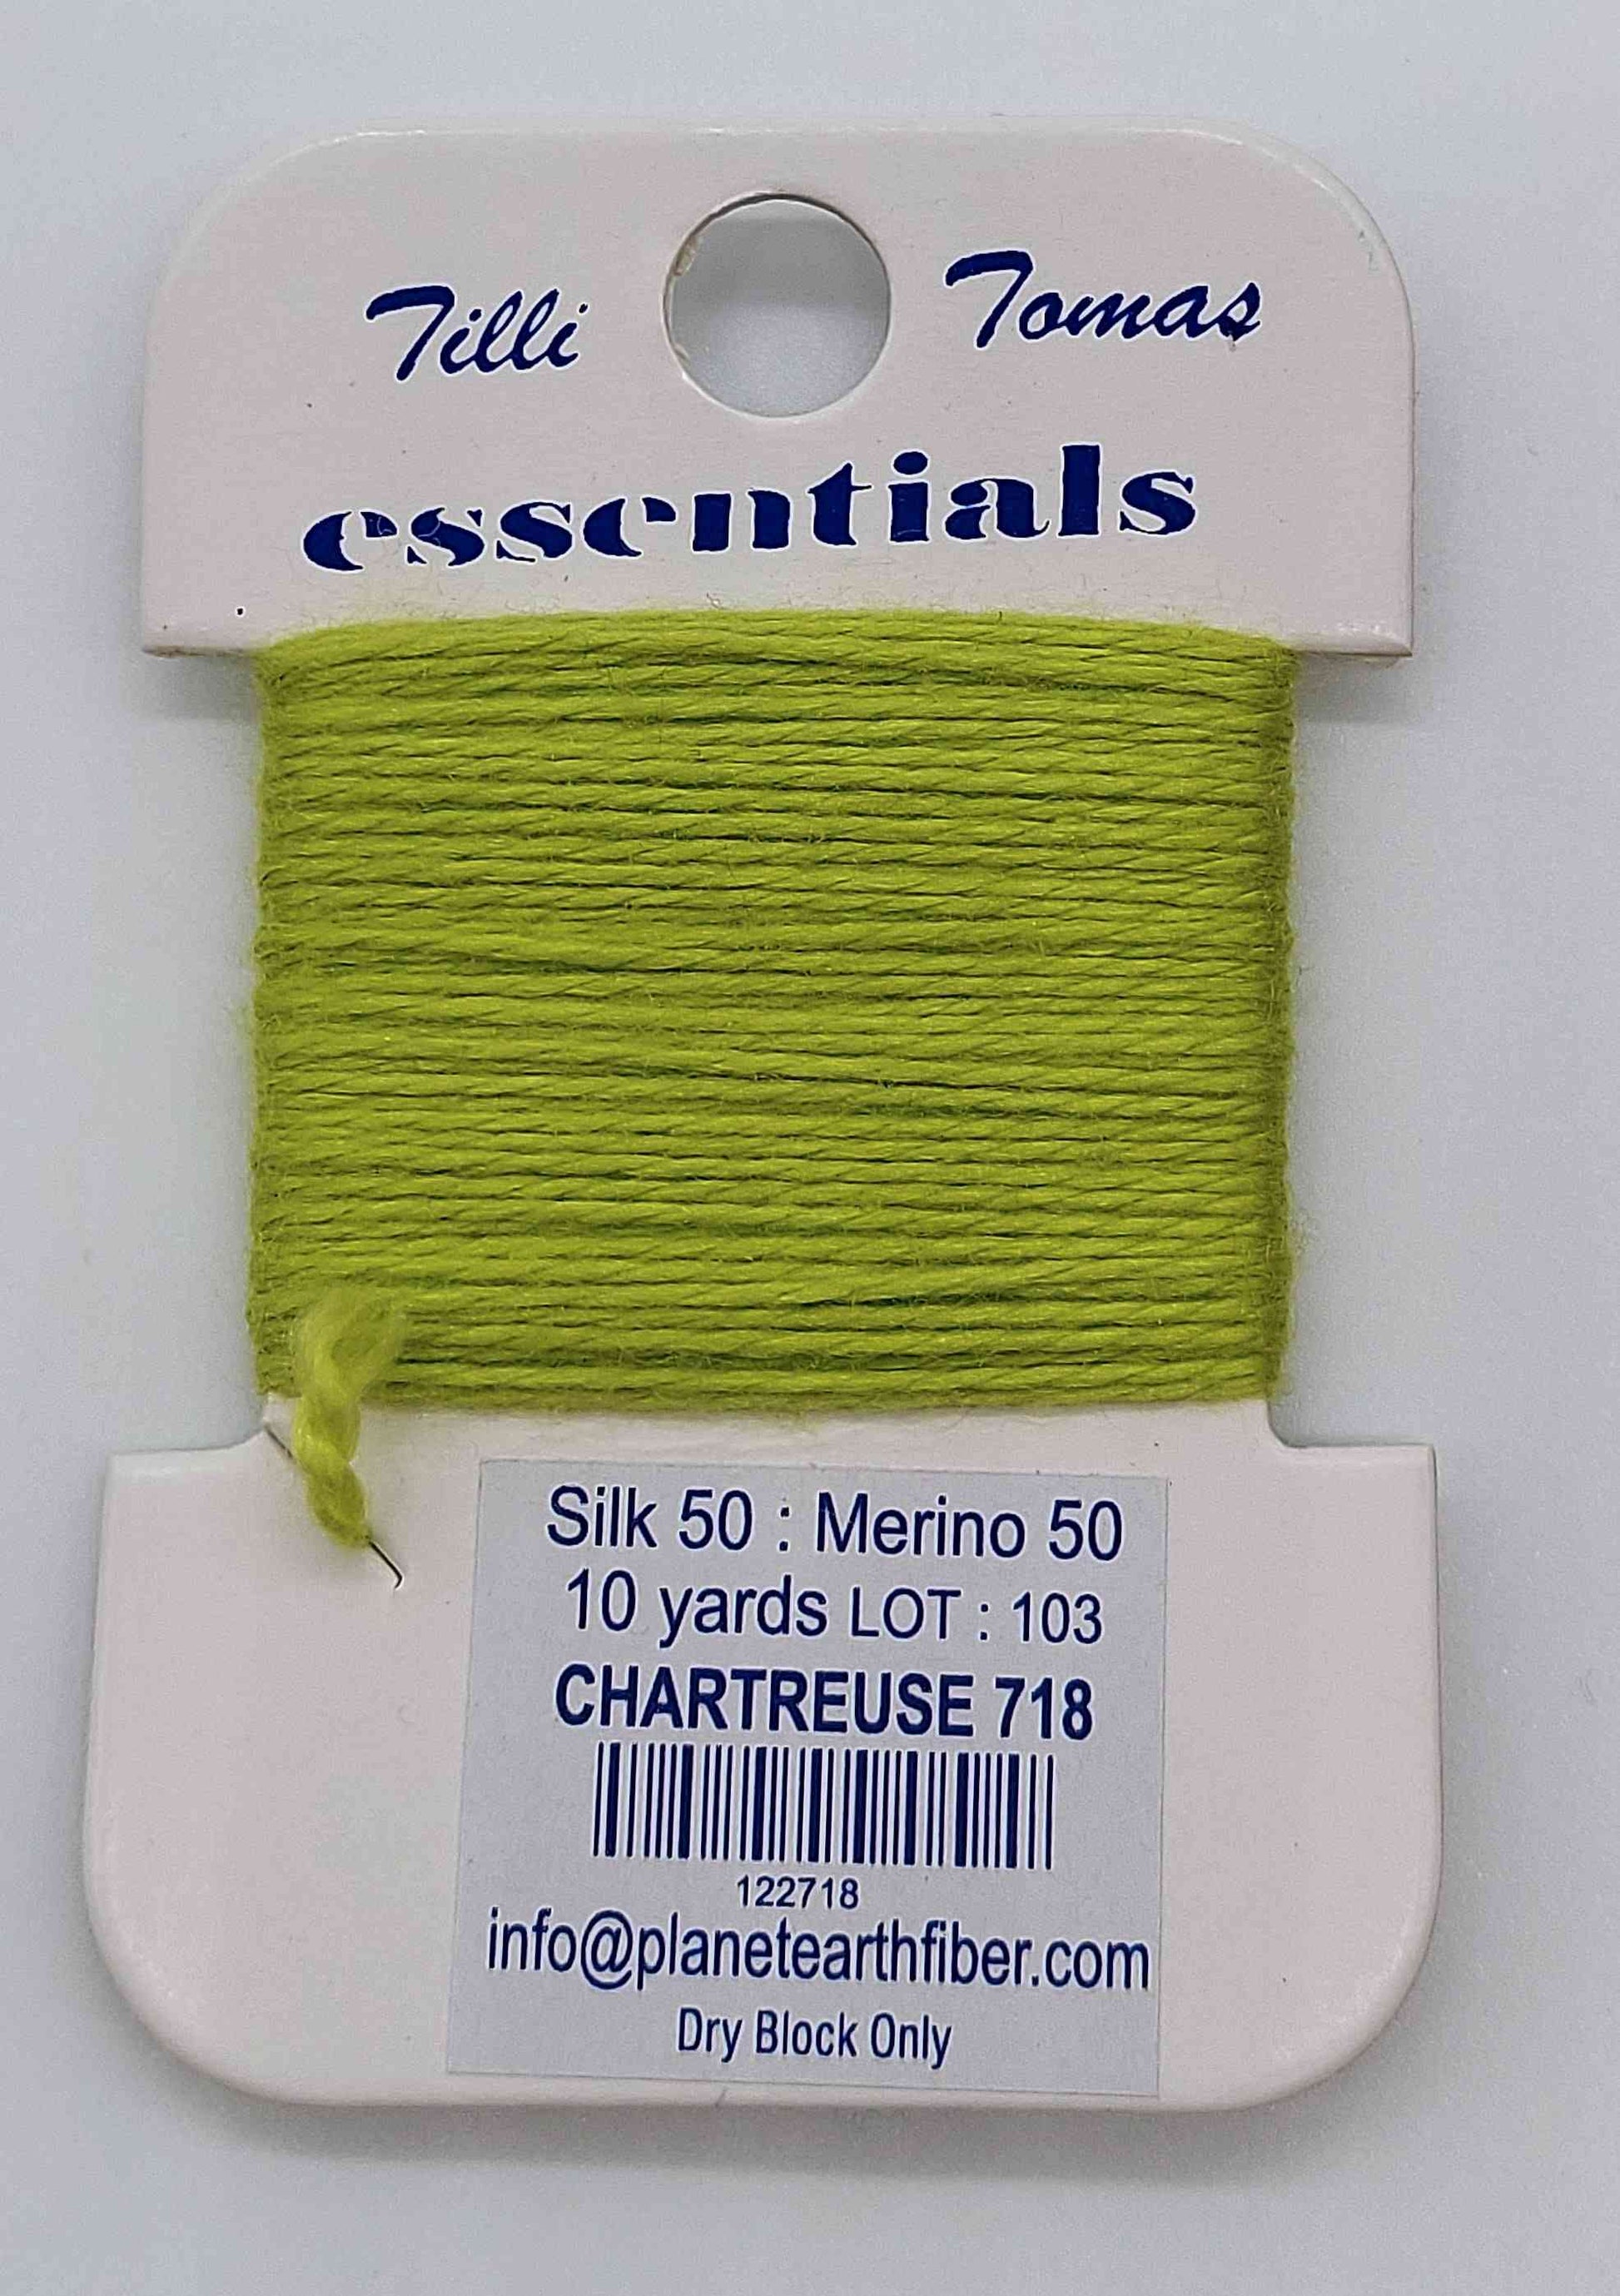 Tilli Tomas
essentials
Silk 50 : Merino 50
10 yards LOT : 103
CHARTREUSE 718
122718
info@planetearthfiber.com
Dry Block Only